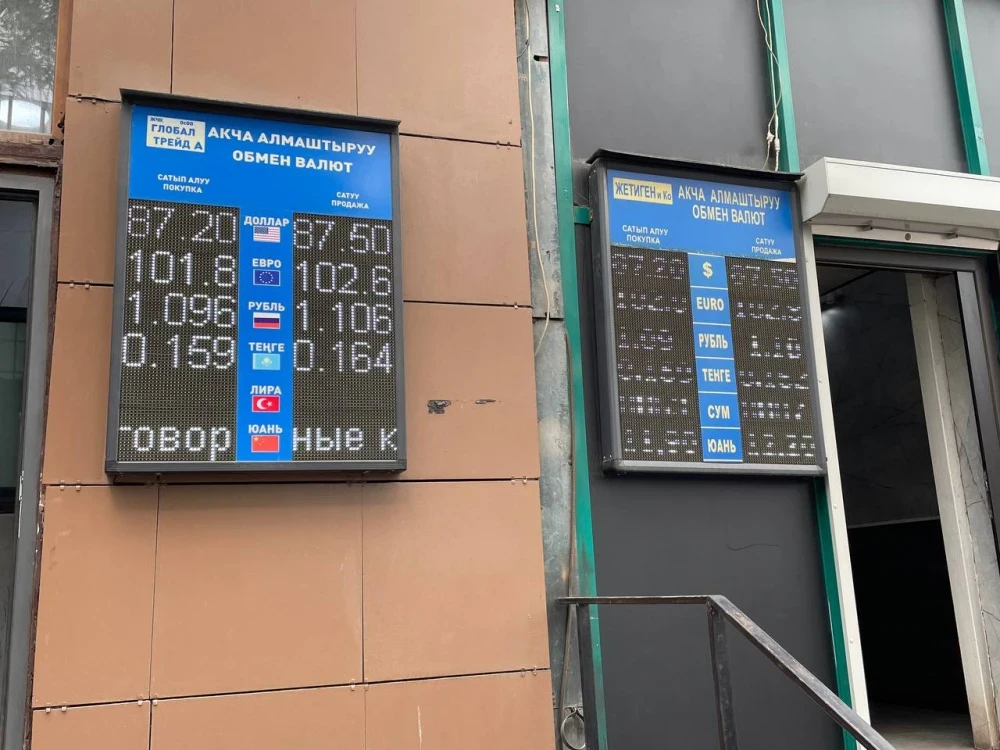 ГЛОБАЛ
ТРЕЙД А
АКЧА АЛМАШТЫРУУ
ОБМЕН ВАЛЮТ
САТЫП АЛУУ
ПОКУПКА
САТУУ
ПРОДАЖА
87.20 ДОЛЛАР 87.50
101.8 ЕВРО 102.6
1.096 РУБЛЬ 1.106
0.159 ТЕҢГЕ 0.164
ЛИРА
говор ЮАНЬ ные к
ЖЕТИГЕН и Ко
АКЧА АЛМАШТЫРУУ
ОБМЕН ВАЛЮТ
САТЫП АЛУУ
ПОКУПКА
САТУУ
ПРОДАЖА
$
EURO
РУБЛЬ
ТЕНГЕ
СУМ
ЮАНЬ